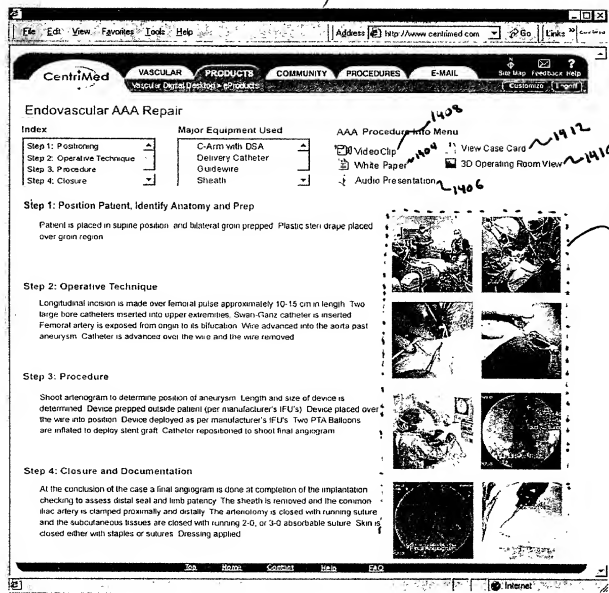 File Edit View Favorites Tools Help
Address http://www.centrimed.com Go Links
CentriMed
VASCULAR PRODUCTS COMMUNITY PROCEDURES E-MAIL
Site Map Feedback Help
Vascular Digital Desktop > eProducts
Customize Logoff
Endovascular AAA Repair
Index Major Equipment Used AAA Procedure Info Menu
1408
Step 1: Positioning C-Arm with DSA Video Clip View Case Card 1912
Step 2: Operative Technique Delivery Catheter White Paper 1404 3D Operating Room View 1910
Step 3: Procedure Guidewire
Step 4: Closure Sheath Audio Presentation 1406
Step 1: Position Patient, Identify Anatomy and Prep
Patient is placed in supine position and bilateral groin prepped Plastic steri drape placed
over groin region
Step 2: Operative Technique
Longitudinal incision is made over femoral pulse approximately 10-15 cm in length Two
large bore catheters inserted into upper extremities, Swan-Ganz catheter is inserted
Femoral artery is exposed from origin to its bifucation Wire advanced into the aorta past
aneurysm. Catheter is advanced over the wire and the wire removed
Step 3: Procedure
Shoot arteriogram to determine position of aneurysm Length and size of device is
determined Device prepped outside patient (per manufacturer's IFU's) Device placed over
the wire into position Device deployed as per manufacturer's IFU's Two PTA Balloons
are inflated to deploy stent graft Catheter repositioned to shoot final angiogram
Step 4: Closure and Documentation
At the conclusion of the case a final angiogram is done at completion of the implantation
checking to assess distal seal and limb patency The sheath is removed and the common
iliac artery is clamped proximally and distally The arteriotomy is closed with running suture
and the subcutaneous tissues are closed with running 2-0, or 3-0 absorbable suture Skin is
closed either with staples or sutures Dressing applied
Top Home Contact Help FAQ
Internet